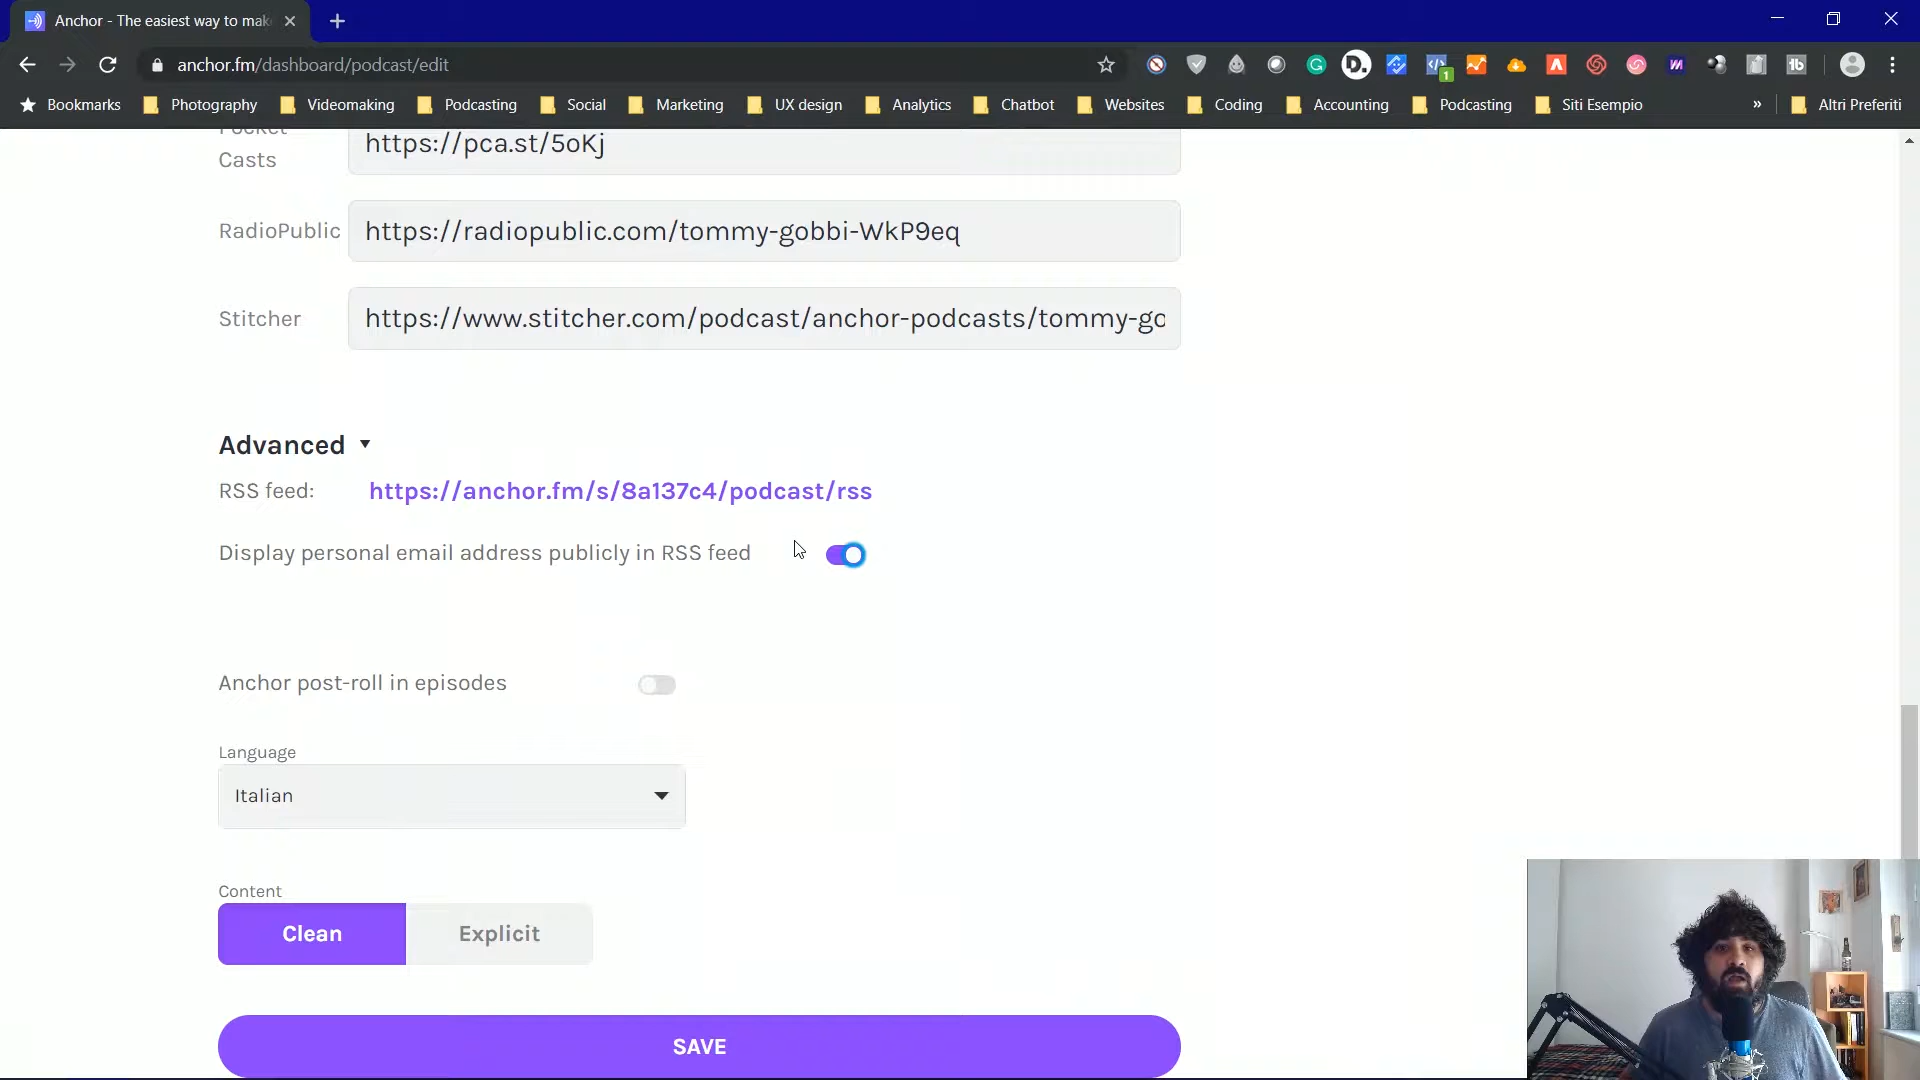 Anchor - The easiest way to mak
anchor.fm/dashboard/podcast/edit
Bookmarks Photography Videomaking Podcasting Social Marketing UX design Analytics Chatbot Websites Coding Accounting Podcasting Siti Esempio » Altri Preferiti
Pocket
Casts
https://pca.st/5oKj
RadioPublic
https://radiopublic.com/tommy-gobbi-WkP9eq
Stitcher
https://www.stitcher.com/podcast/anchor-podcasts/tommy-go
Advanced
RSS feed: https://anchor.fm/s/8a137c4/podcast/rss
Display personal email address publicly in RSS feed
Anchor post-roll in episodes
Language
Italian
Content
Clean Explicit
SAVE